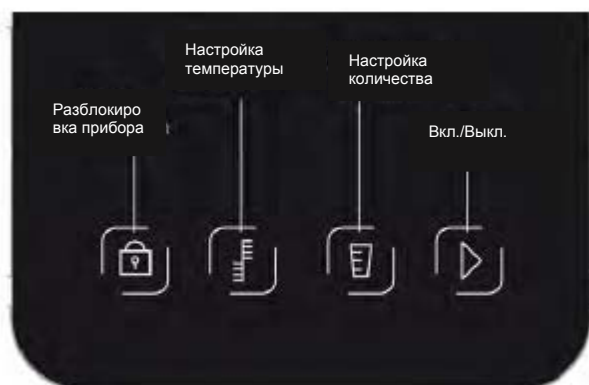 Настройка
температуры
Настройка
количества
Разблокиро
вка прибора
Вкл./Выкл.